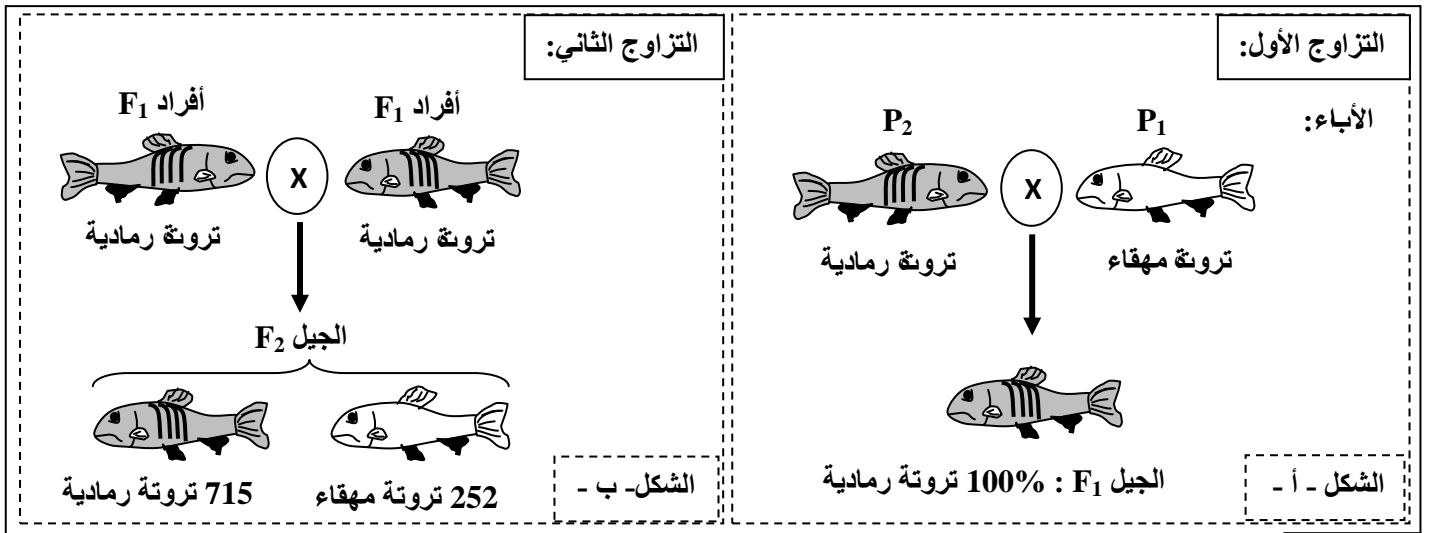 التزاوج الأول:
الأباء:
P1
X
P2
تروتة مهقاء
تروتة رمادية
الجيل F1 : 100% تروتة رمادية
الشكل - أ -
التزاوج الثاني:
أفراد F1
X
أفراد F1
تروتة رمادية
تروتة رمادية
الجيل F2
252 تروتة مهقاء
715 تروتة رمادية
الشكل- ب -